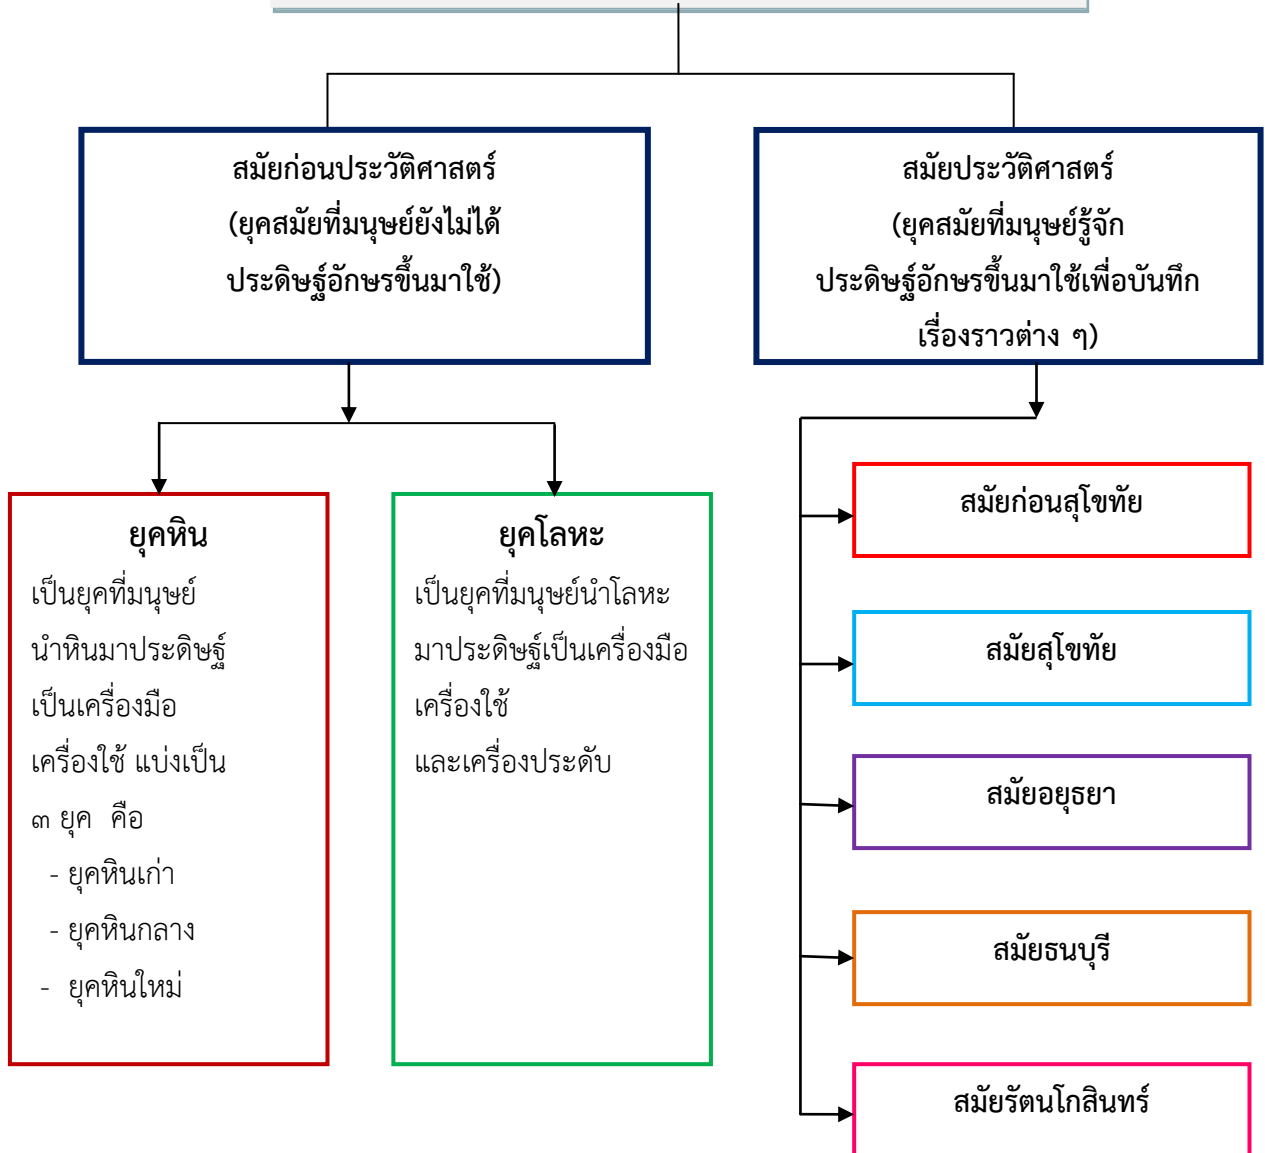 สมัยก่อนประวัติศาสตร์
(ยุคสมัยที่มนุษย์ยังไม่ได้
ประดิษฐ์อักษรขึ้นมาใช้)
สมัยประวัติศาสตร์
(ยุคสมัยที่มนุษย์รู้จัก
ประดิษฐ์อักษรขึ้นมาใช้เพื่อบันทึก
เรื่องราวต่าง ๆ)
ยุคหิน
เป็นยุคที่มนุษย์
นำหินมาประดิษฐ์
เป็นเครื่องมือ
เครื่องใช้ แบ่งเป็น
๓ ยุค คือ
- ยุคหินเก่า
- ยุคหินกลาง
- ยุคหินใหม่
ยุคโลหะ
เป็นยุคที่มนุษย์นำโลหะ
มาประดิษฐ์เป็นเครื่องมือ
เครื่องใช้
และเครื่องประดับ
สมัยก่อนสุโขทัย
สมัยสุโขทัย
สมัยอยุธยา
สมัยธนบุรี
สมัยรัตนโกสินทร์